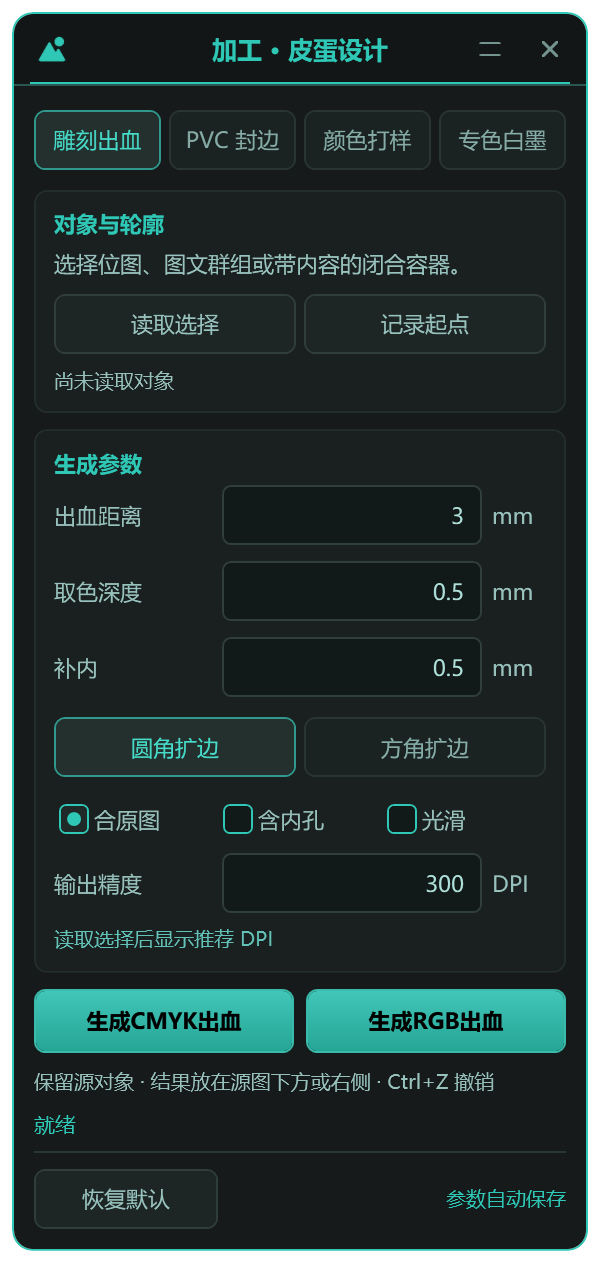 加工・皮蛋设计
雕刻出血 PVC 封边 颜色打样 专色白墨
对象与轮廓
选择位图、图文群组或带内容的闭合容器。
读取选择 记录起点
尚未读取对象
生成参数
出血距离 3 mm
取色深度 0.5 mm
补内 0.5 mm
圆角扩边 方角扩边
合原图 含内孔 光滑
输出精度 300 DPI
读取选择后显示推荐 DPI
生成CMYK出血 生成RGB出血
保留源对象 · 结果放在源图下方或右侧 · Ctrl+Z 撤销
就绪
恢复默认 参数自动保存